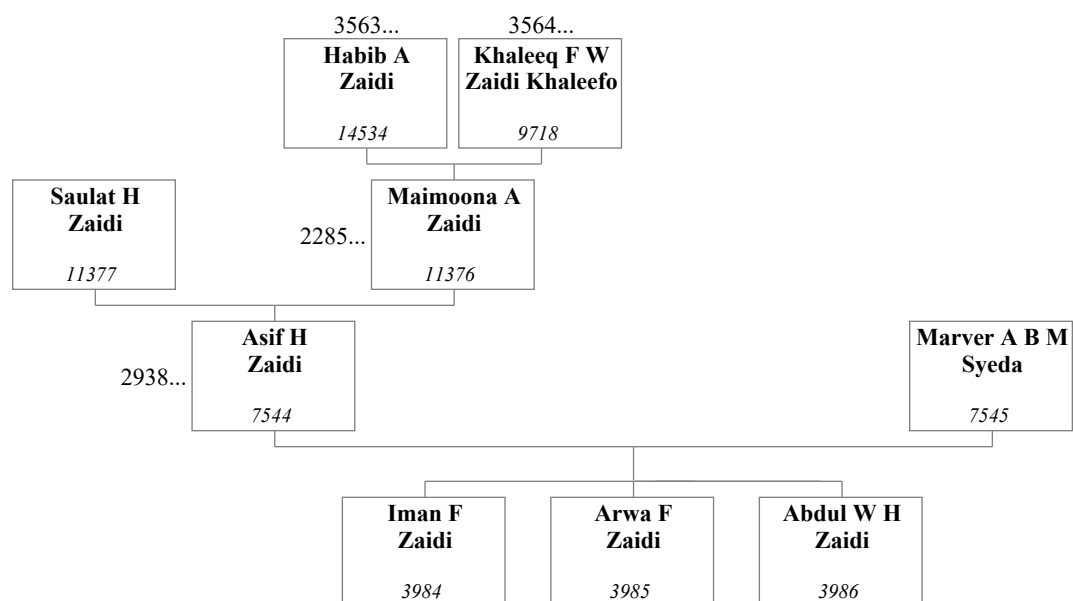 3563...
3564...
Habib A
Zaidi
14534
Khaleeq F W
Zaidi Khaleefo
9718
Saulat H
Zaidi
11377
2285...
Maimoona A
Zaidi
11376
2938...
Asif H
Zaidi
7544
Marver A B M
Syeda
7545
Iman F
Zaidi
3984
Arwa F
Zaidi
3985
Abdul W H
Zaidi
3986